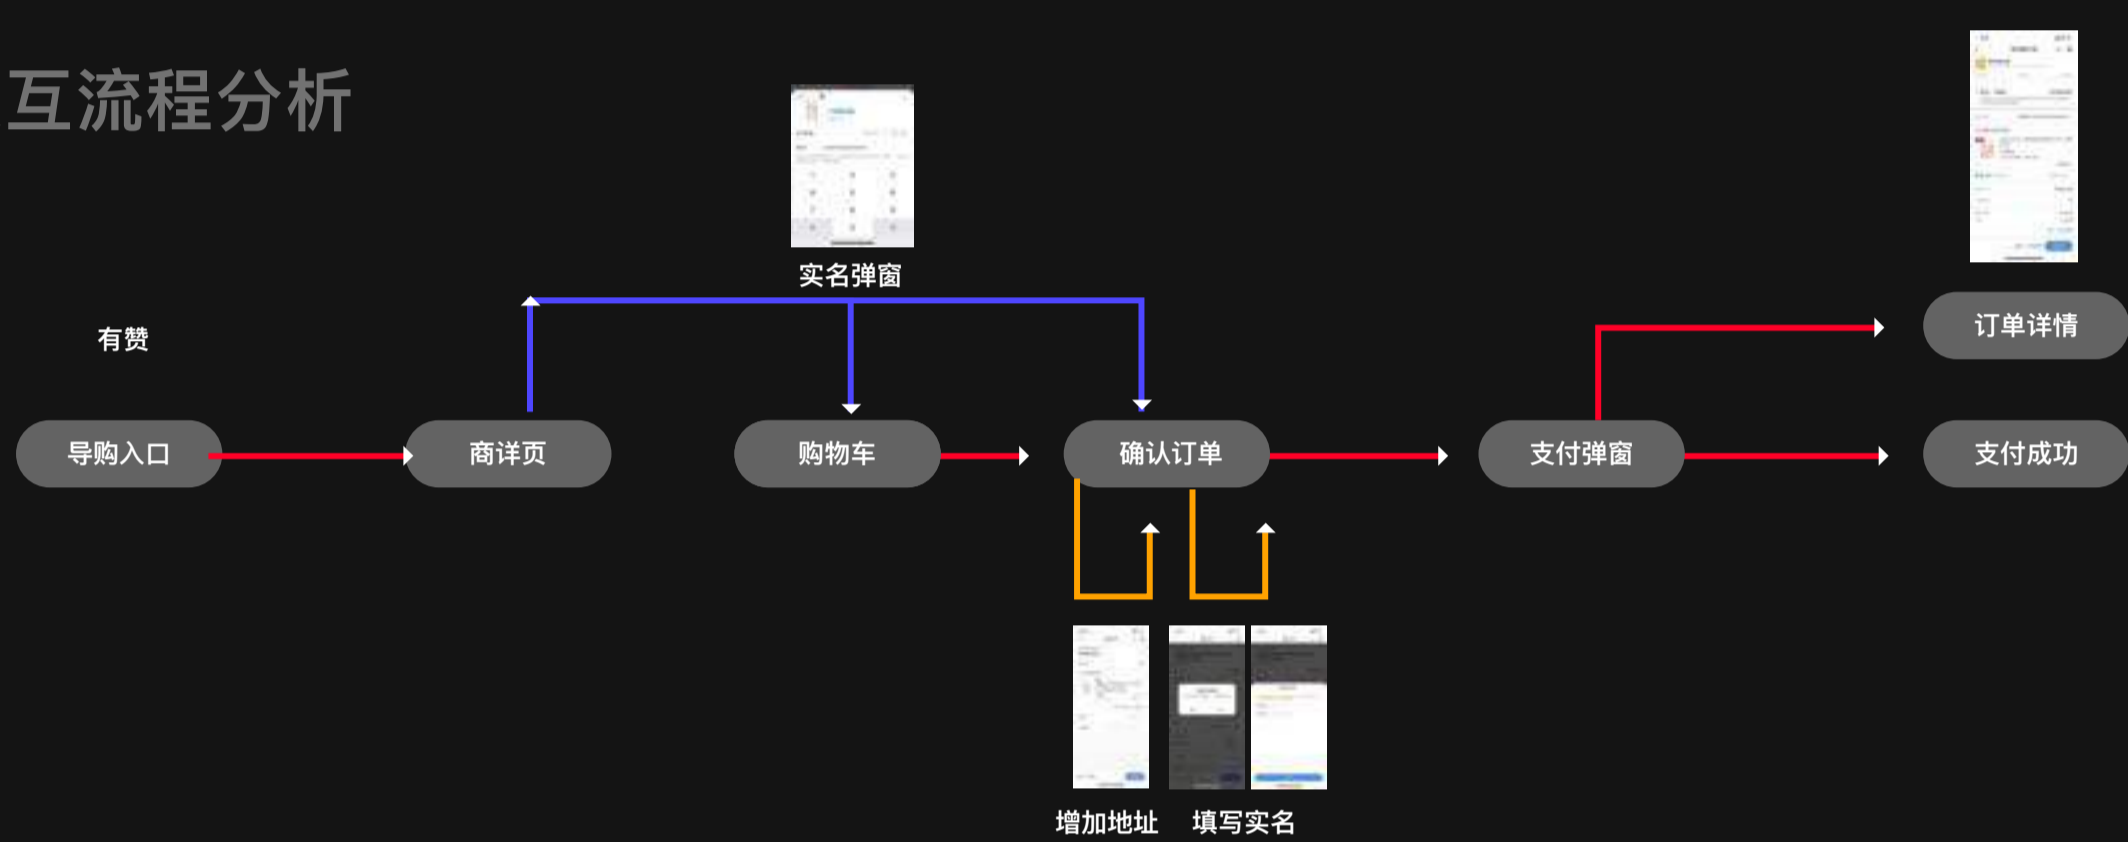 互流程分析
实名弹窗
有赞
订单详情
导购入口
商详页
购物车
确认订单
支付弹窗
支付成功
增加地址
填写实名